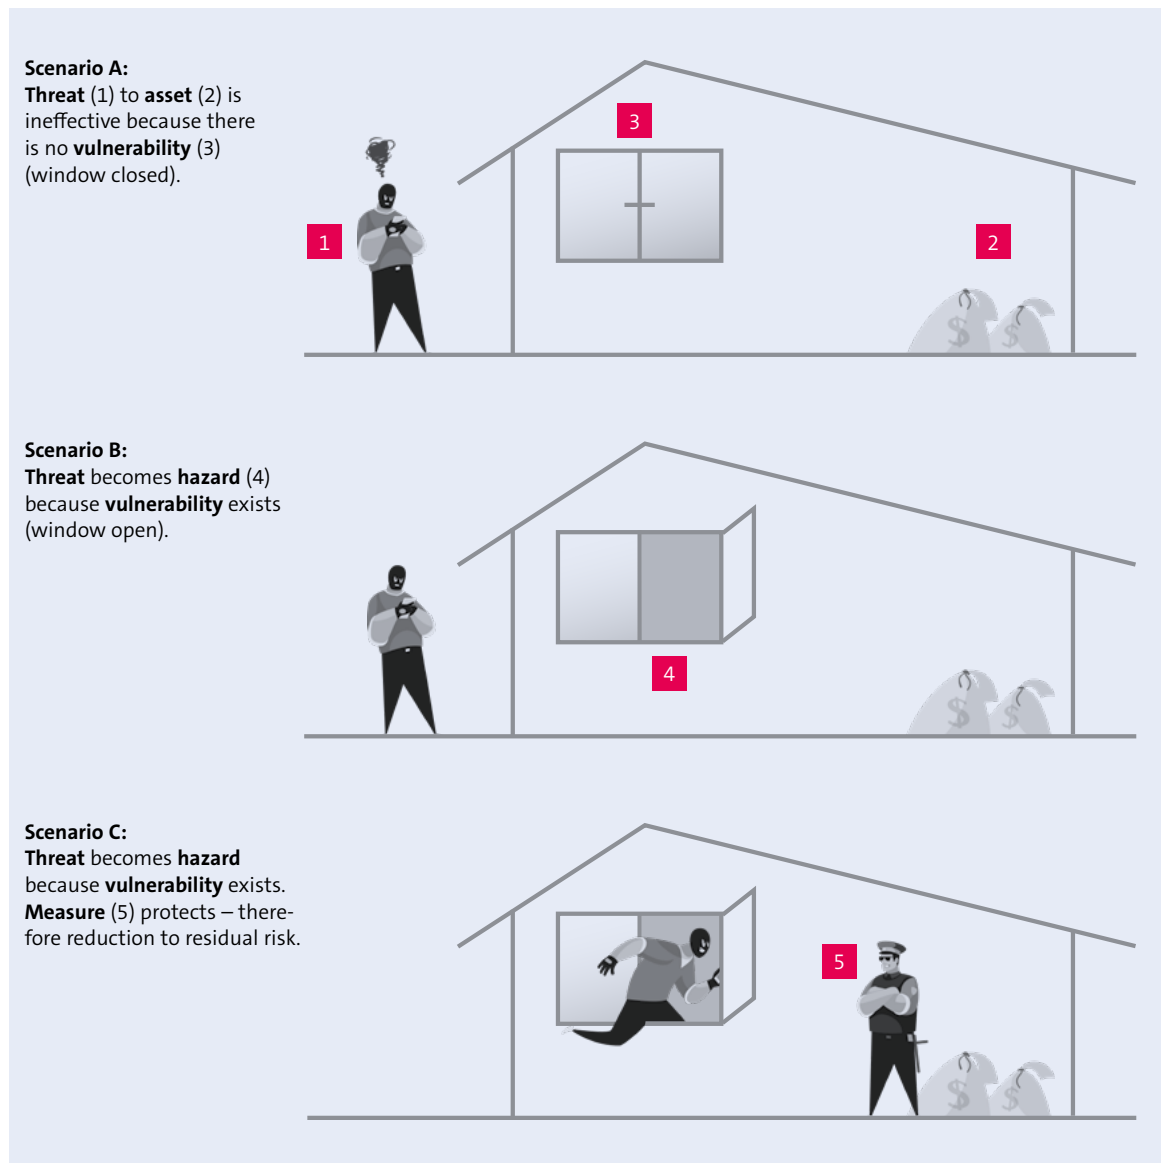 Scenario A:
Threat (1) to asset (2) is
ineffective because there
is no vulnerability (3)
(window closed).
3
1
2
$ $
Scenario B:
Threat becomes hazard (4)
because vulnerability exists
(window open).
4
$ $
Scenario C:
Threat becomes hazard
because vulnerability exists.
Measure (5) protects – there-
fore reduction to residual risk.
5
$ $